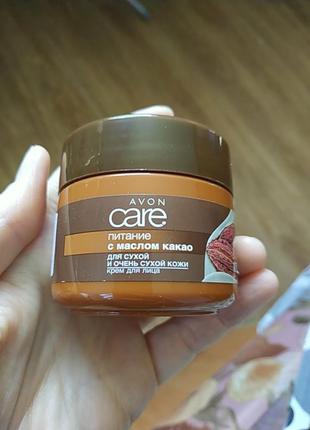 AVON
care
питание
с маслом какао
для сухой
и очень сухой кожи
крем для лица